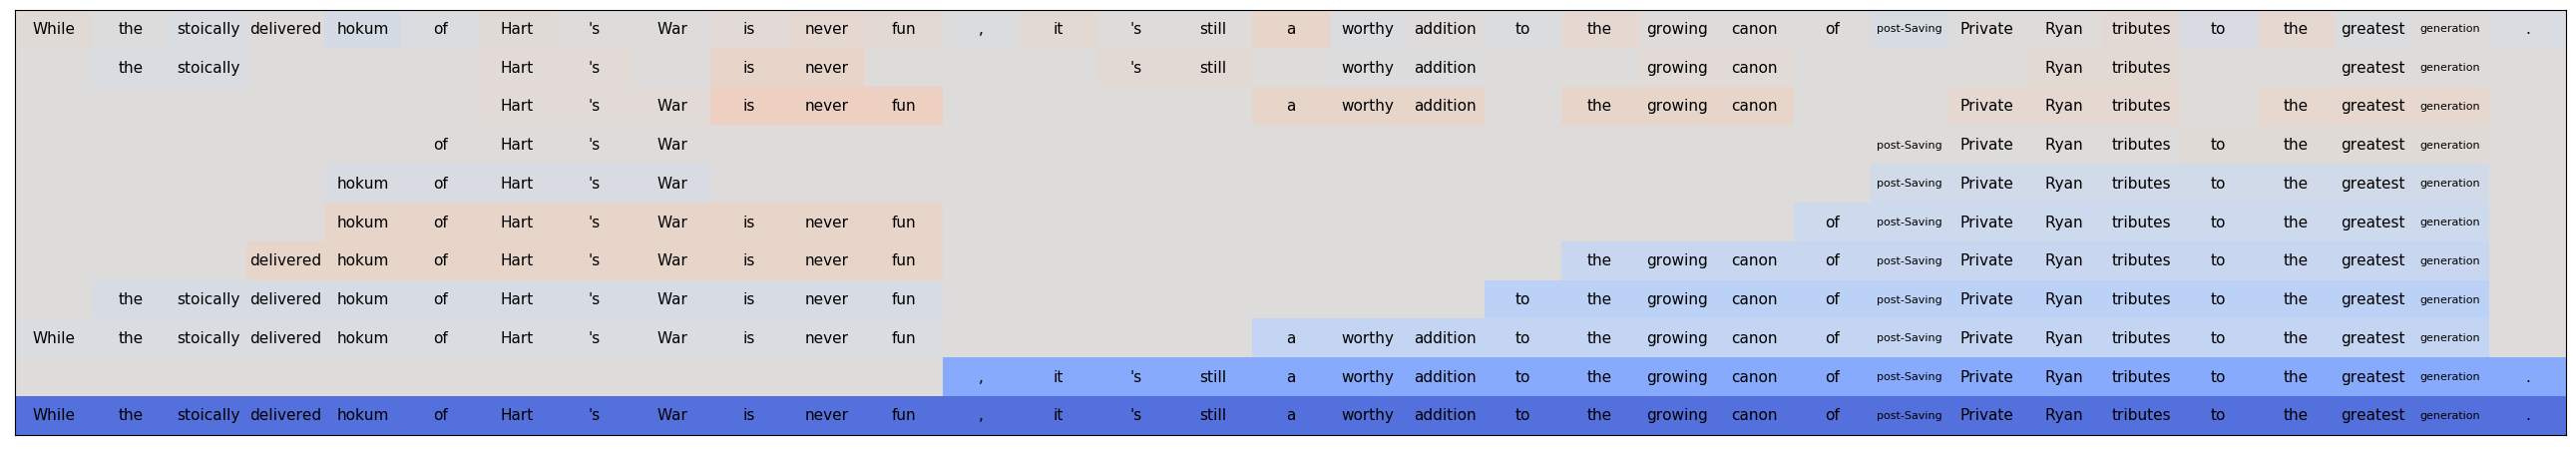 While the stoically delivered hokum of Hart 's War is never fun , it 's still a worthy addition to the growing canon of post-Saving Private Ryan tributes to the greatest generation .
the stoically Hart 's is never 's still worthy addition growing canon Ryan tributes greatest generation
Hart 's War is never fun a worthy addition the growing canon Private Ryan tributes the greatest generation
of Hart 's War post-Saving Private Ryan tributes to the greatest generation
hokum of Hart 's War post-Saving Private Ryan tributes to the greatest generation
hokum of Hart 's War is never fun of post-Saving Private Ryan tributes to the greatest generation
delivered hokum of Hart 's War is never fun the growing canon of post-Saving Private Ryan tributes to the greatest generation
the stoically delivered hokum of Hart 's War is never fun to the growing canon of post-Saving Private Ryan tributes to the greatest generation
While the stoically delivered hokum of Hart 's War is never fun a worthy addition to the growing canon of post-Saving Private Ryan tributes to the greatest generation
, it 's still a worthy addition to the growing canon of post-Saving Private Ryan tributes to the greatest generation .
While the stoically delivered hokum of Hart 's War is never fun , it 's still a worthy addition to the growing canon of post-Saving Private Ryan tributes to the greatest generation .